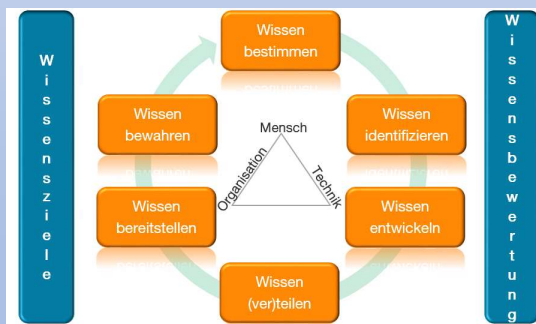 Wissensziele
Wissen
bestimmen
Wissen
identifizieren
Wissen
entwickeln
Wissen
(ver)teilen
Wissen
bereitstellen
Wissen
bewahren
Mensch
Organisation
Technik
Wissensbewertung